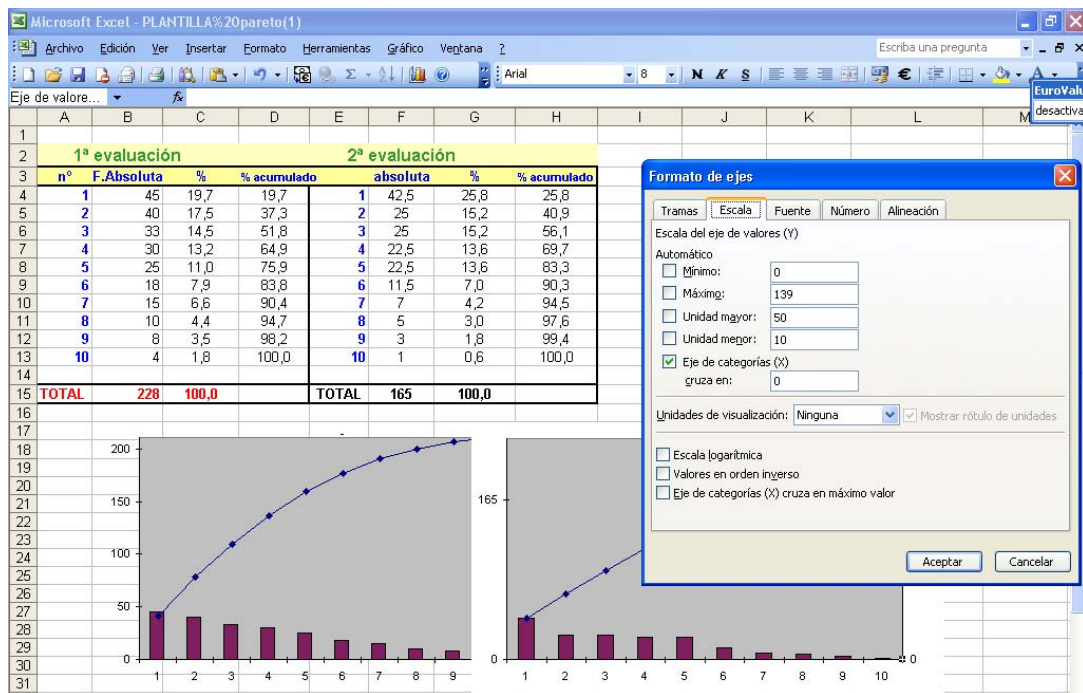 Microsoft Excel - PLANTILLA%20pareto(1)
Archivo Edición Ver Insertar Formato Herramientas Gráfico Ventana ? Escriba una pregunta
Arial 8 N K S €
EuroValu
Eje de valore... fx
desactiva
A B C D E F G H I J K L M
1
2 1ª evaluación 2ª evaluación
3 nº F.Absoluta % % acumulado absoluta % % acumulado
4 1 45 19,7 19,7 1 42,5 25,8 25,8
5 2 40 17,5 37,3 2 25 15,2 40,9
6 3 33 14,5 51,8 3 25 15,2 56,1
7 4 30 13,2 64,9 4 22,5 13,6 69,7
8 5 25 11,0 75,9 5 22,5 13,6 83,3
9 6 18 7,9 83,8 6 11,5 7,0 90,3
10 7 15 6,6 90,4 7 7 4,2 94,5
11 8 10 4,4 94,7 8 5 3,0 97,6
12 9 8 3,5 98,2 9 3 1,8 99,4
13 10 4 1,8 100,0 10 1 0,6 100,0
14
15 TOTAL 228 100,0 TOTAL 165 100,0
16
17
18
19
20
21
22
23
24
25
26
27
28
29
30
31
200
150
100
50
0
1 2 3 4 5 6 7 8 9
165
0
0
1 2 3 4 5 6 7 8 9 10
Formato de ejes
Tramas Escala Fuente Número Alineación
Escala del eje de valores (Y)
Automático
Mínimo: 0
Máximo: 139
Unidad mayor: 50
Unidad menor: 10
Eje de categorías (X)
cruza en: 0
Unidades de visualización: Ninguna Mostrar rótulo de unidades
Escala logarítmica
Valores en orden inverso
Eje de categorías (X) cruza en máximo valor
Aceptar Cancelar